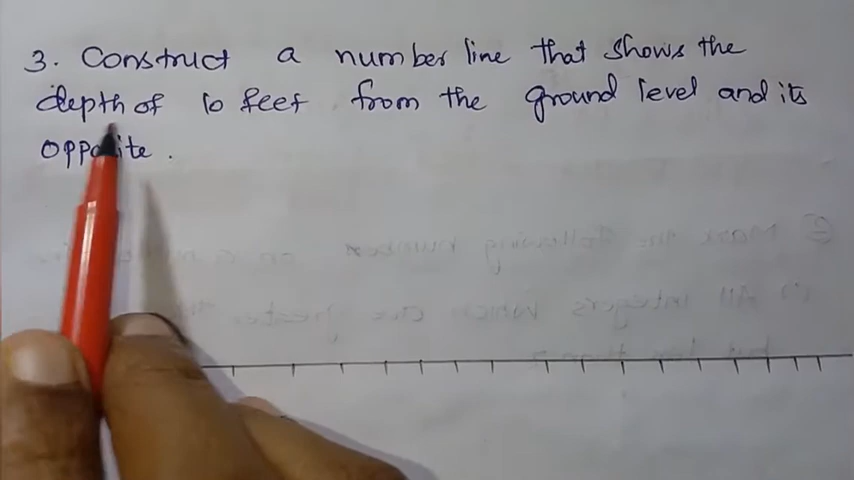 3. Construct a number line that shows the
depth of 10 feet from the ground level and its
opposite.